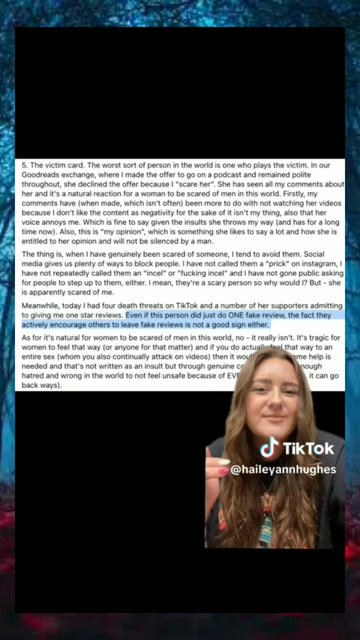 5. The victim card. The worst sort of person in the world is one who plays the victim. In our
Goodreads exchange, where I made the offer to go on a podcast and remained polite
throughout, she declined the offer because I "scare her". She has seen all my comments about
her and it's a natural reaction for a woman to be scared of men in this world. Firstly, my
comments have (when made, which isn't often) been more to do with not watching her videos
because I don't like the content as negativity for the sake of it isn't my thing, also that her
voice annoys me. Which is fine to say given the insults she throws my way (and has for a long
time now). Also, this is "my opinion", which is something she likes to say a lot and how she is
entitled to her opinion and will not be silenced by a man.
The thing is, when I have genuinely been scared of someone, I tend to avoid them. Social
media gives us plenty of ways to block people. I have not called them a "prick" on instagram, I
have not repeatedly called them an "incel" or "fucking incel" and I have not gone public asking
for people to step up to them, either. I mean, they're a scary person so why would I? But - she
is apparently scared of me.
Meanwhile, today I had four death threats on TikTok and a number of her supporters admitting
to giving me one star reviews. Even if this person did just do ONE fake review, the fact they
actively encourage others to leave fake reviews is not a good sign either.
As for it's natural for women to be scared of men in this world, no - it really isn't. It's tragic for
women to feel that way (or anyone for that matter) and if you do actually feel that way to an
entire sex (whom you also continually attack on videos) then it would some help is
needed and that's not written as an insult but through genuine nough
hatred and wrong in the world to not feel unsafe because of it can go
back ways).
TikTok
@haileyannhughes